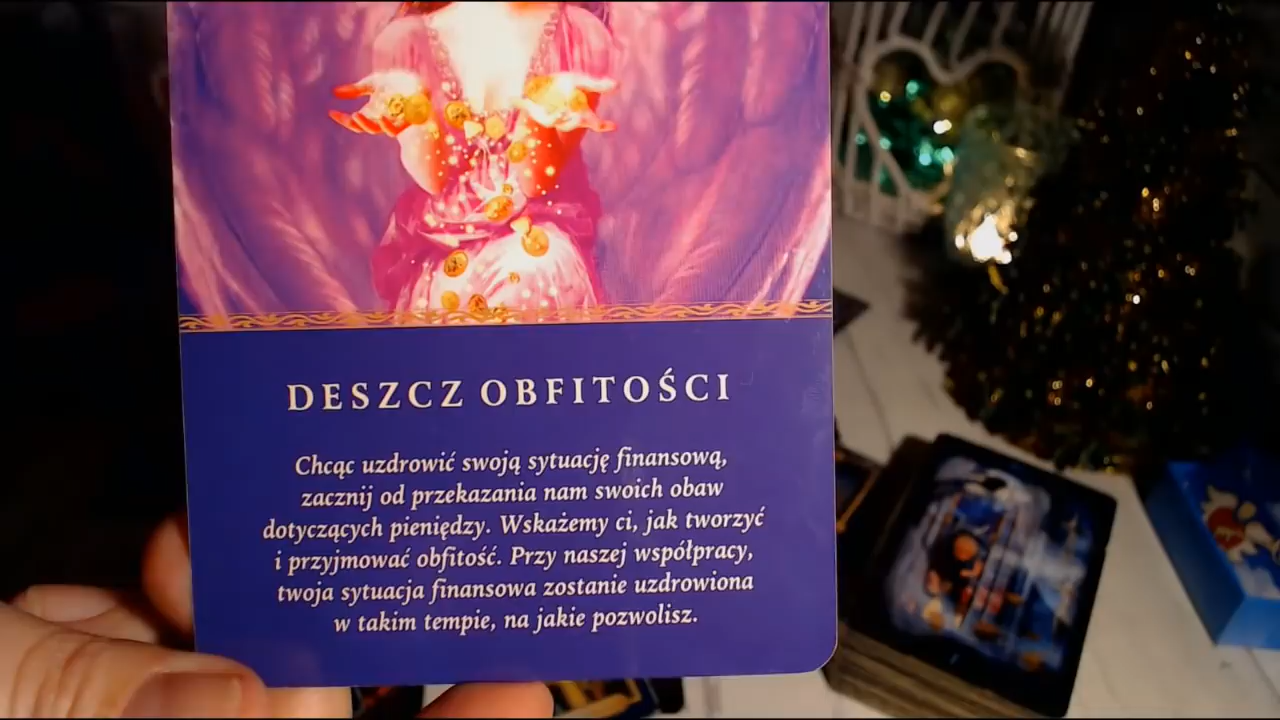 DESZCZ OBFITOŚCI
Chcąc uzdrowić swoją sytuację finansową,
zacznij od przekazania nam swoich obaw
dotyczących pieniędzy. Wskażemy ci, jak tworzyć
i przyjmować obfitość. Przy naszej współpracy,
twoja sytuacja finansowa zostanie uzdrowiona
w takim tempie, na jakie pozwolisz.